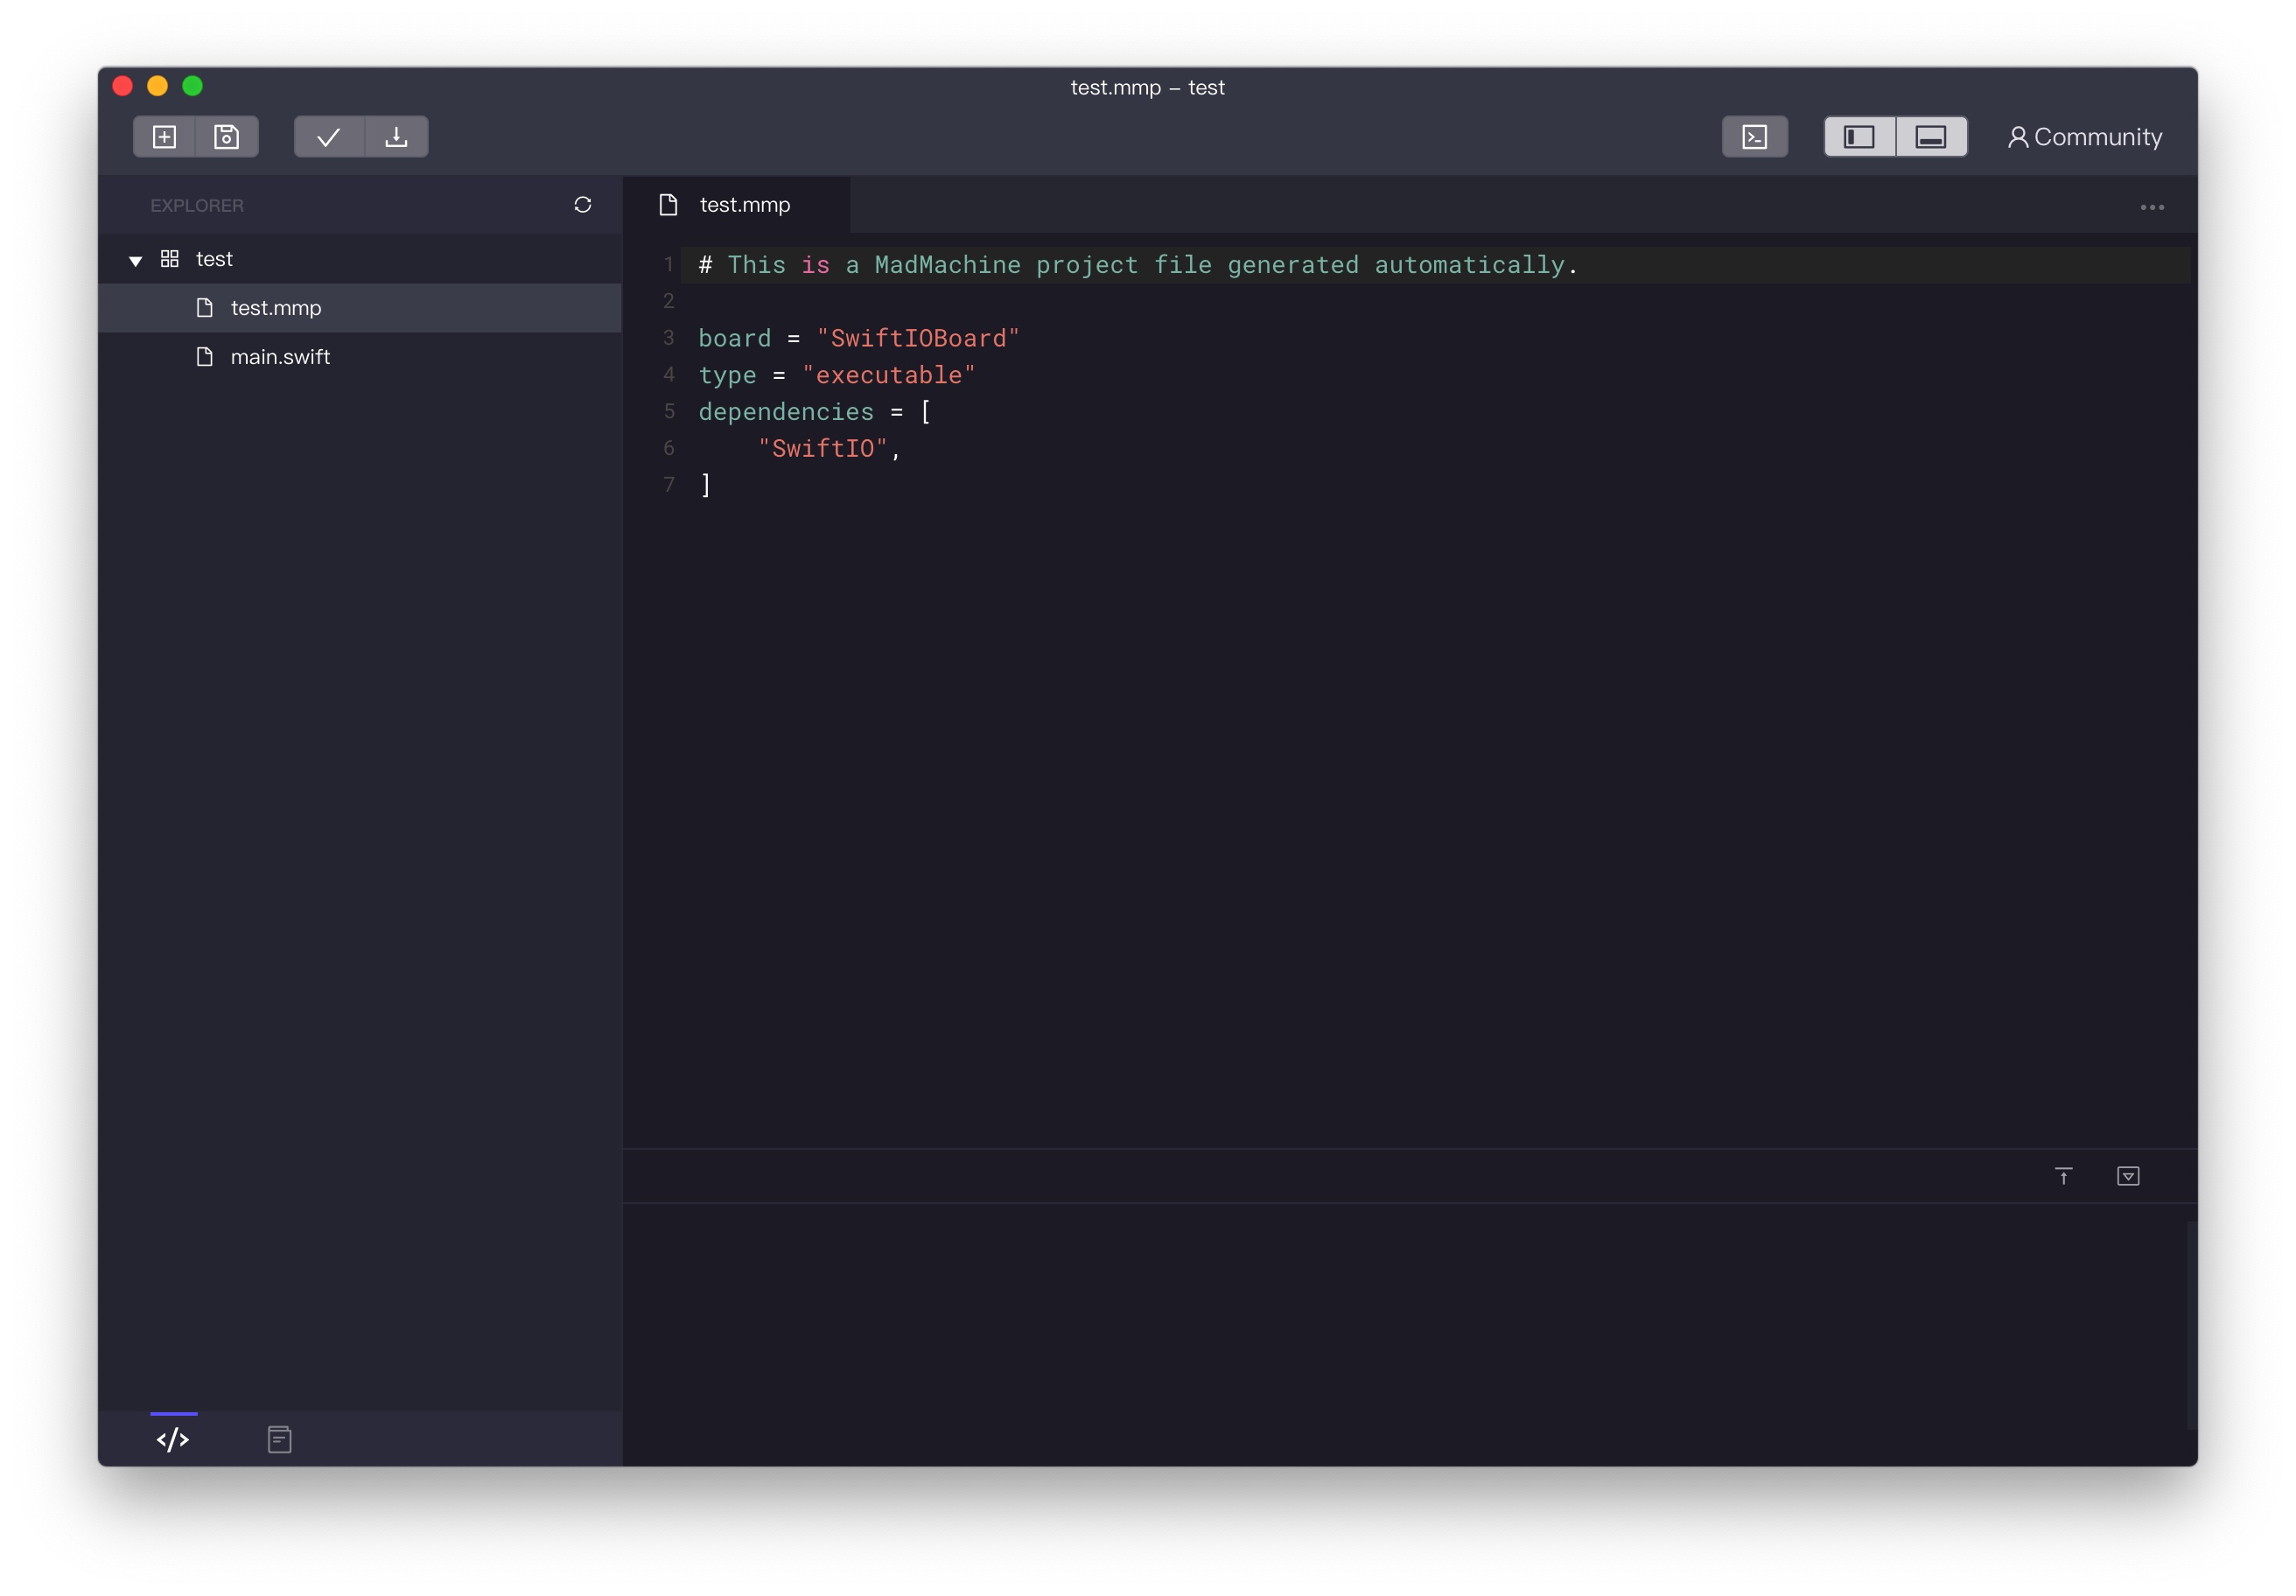 test.mmp – test
Community
EXPLORER
test
test.mmp
main.swift
test.mmp
1 # This is a MadMachine project file generated automatically.
2
3 board = "SwiftIOBoard"
4 type = "executable"
5 dependencies = [
6     "SwiftIO",
7 ]